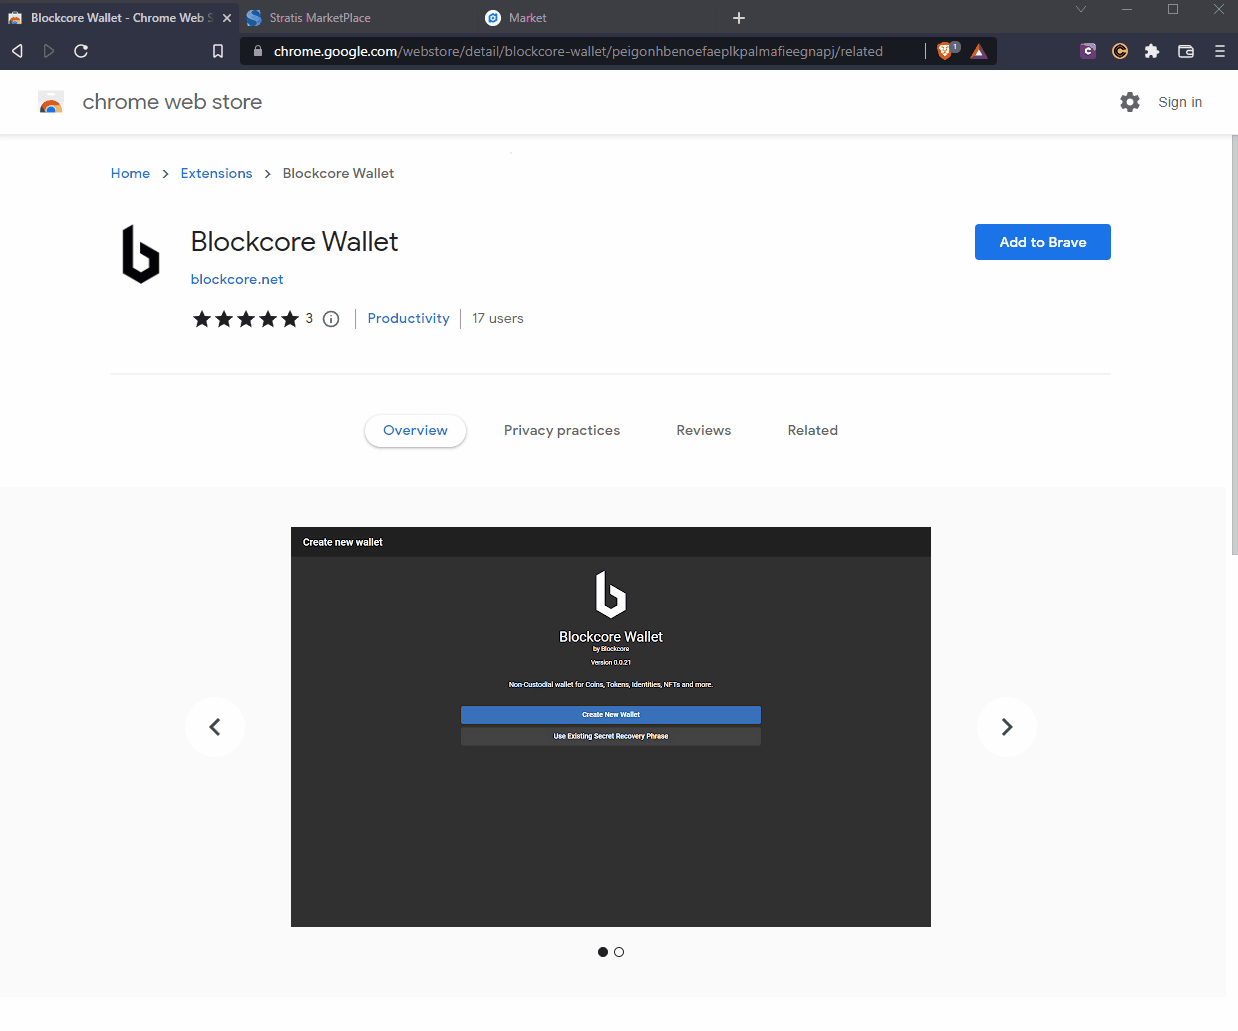 Blockcore Wallet - Chrome Web S
Stratis MarketPlace
Market
chrome.google.com/webstore/detail/blockcore-wallet/peigonhbenoefaeplkpalmafieegnapj/related
1
chrome web store
Sign in
Home > Extensions > Blockcore Wallet
Blockcore Wallet
Add to Brave
blockcore.net
3
Productivity
17 users
Overview
Privacy practices
Reviews
Related
Create new wallet
Blockcore Wallet
by Blockcore
Version 0.0.21
Non-Custodial wallet for Coins, Tokens, Identities, NFTs and more.
Create New Wallet
Use Existing Secret Recovery Phrase